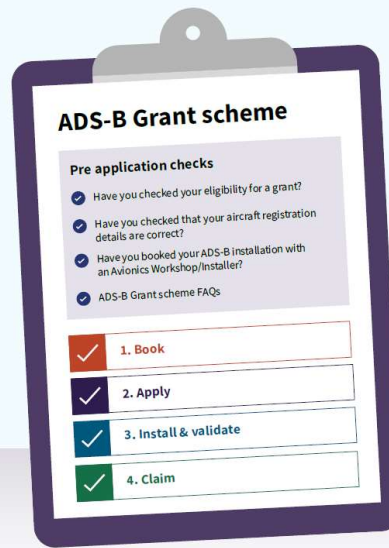 ADS-B Grant scheme
Pre application checks
Have you checked your eligibility for a grant?
Have you checked that your aircraft registration
details are correct?
Have you booked your ADS-B installation with
an Avionics Workshop/Installer?
ADS-B Grant scheme FAQs
1. Book
2. Apply
3. Install & validate
4. Claim